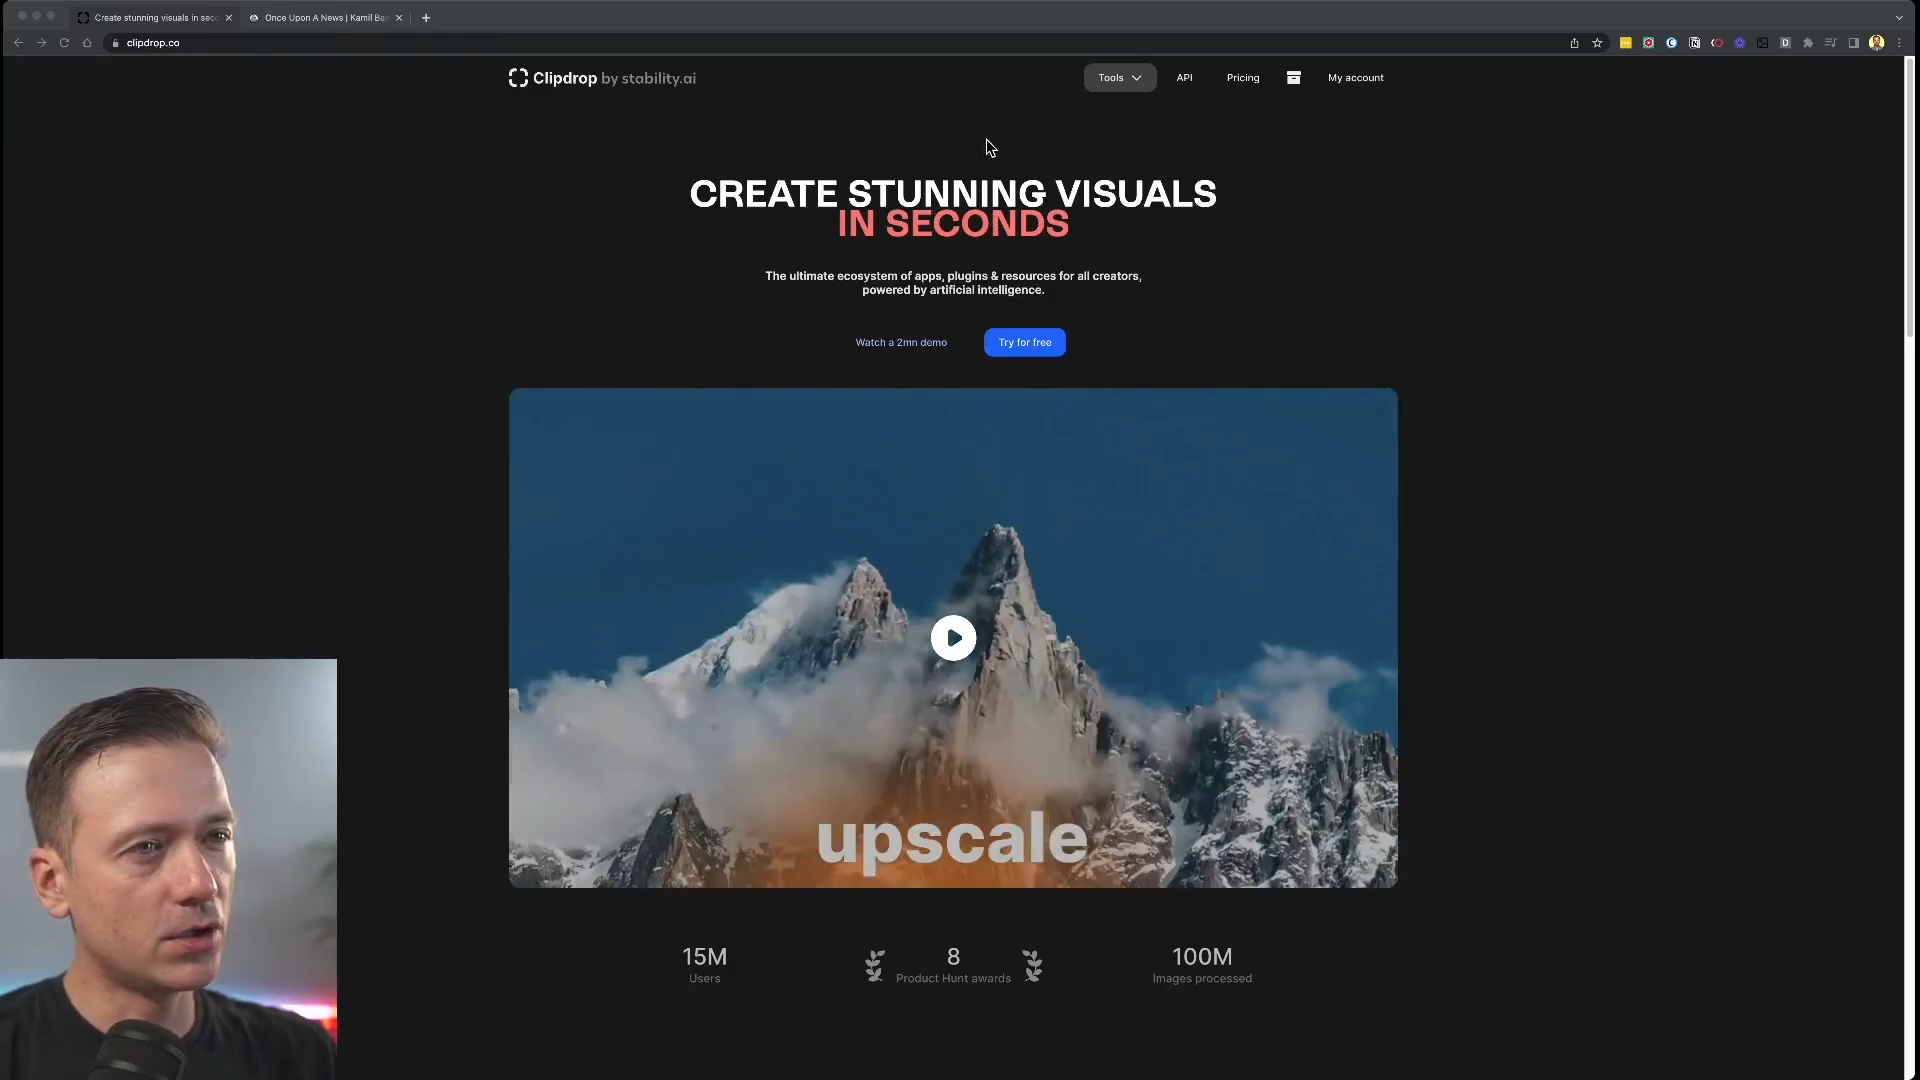 Create stunning visuals in sec
Once Upon A News | Kamil Ba
clipdrop.co
Clipdrop by stability.ai
Tools
API
Pricing
My account
CREATE STUNNING VISUALS
IN SECONDS
The ultimate ecosystem of apps, plugins & resources for all creators,
powered by artificial intelligence.
Watch a 2mn demo
Try for free
upscale
15M
Users
8
Product Hunt awards
100M
Images processed